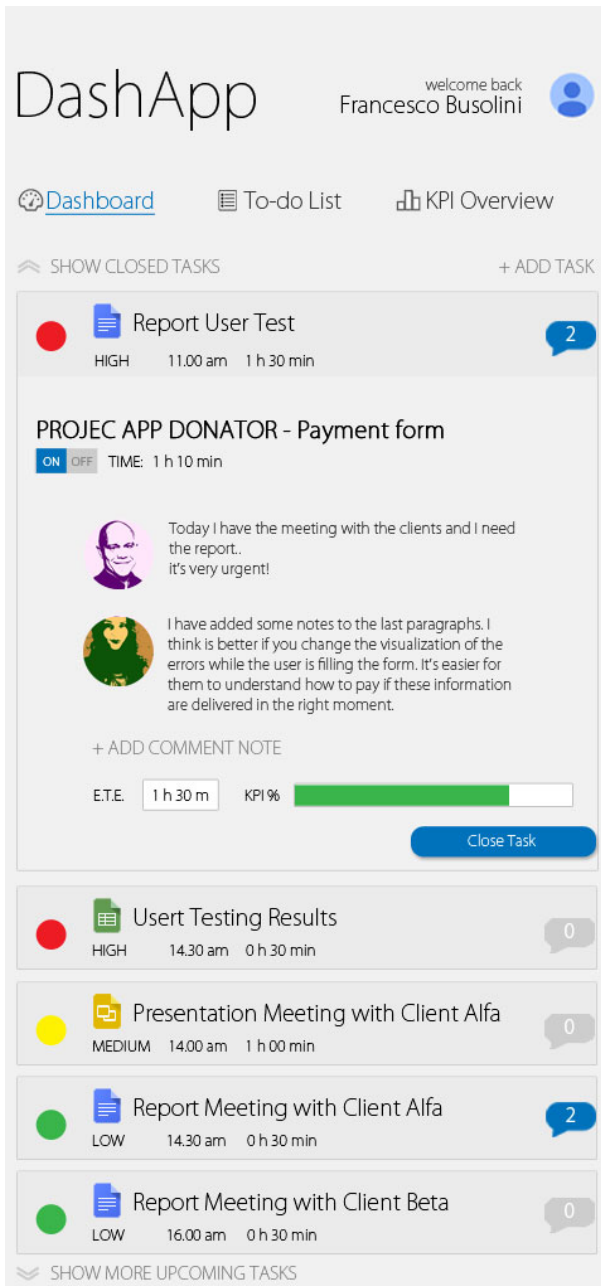 DashApp
welcome back
Francesco Busolini
Dashboard
To-do List
KPI Overview
SHOW CLOSED TASKS
+ ADD TASK
Report User Test
2
HIGH 11.00 am 1 h 30 min
PROJEC APP DONATOR - Payment form
ON OFF TIME: 1 h 10 min
Today I have the meeting with the clients and I need
the report..
it's very urgent!
I have added some notes to the last paragraphs. I
think is better if you change the visualization of the
errors while the user is filling the form. It's easier for
them to understand how to pay if these information
are delivered in the right moment.
+ ADD COMMENT NOTE
E.T.E. 1 h 30 m KPI %
Close Task
Usert Testing Results
0
HIGH 14.30 am 0 h 30 min
Presentation Meeting with Client Alfa
0
MEDIUM 14.00 am 1 h 00 min
Report Meeting with Client Alfa
2
LOW 14.30 am 0 h 30 min
Report Meeting with Client Beta
0
LOW 16.00 am 0 h 30 min
SHOW MORE UPCOMING TASKS